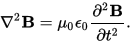 ∇²𝐁 = μ₀ϵ₀ ∂²𝐁/∂t².